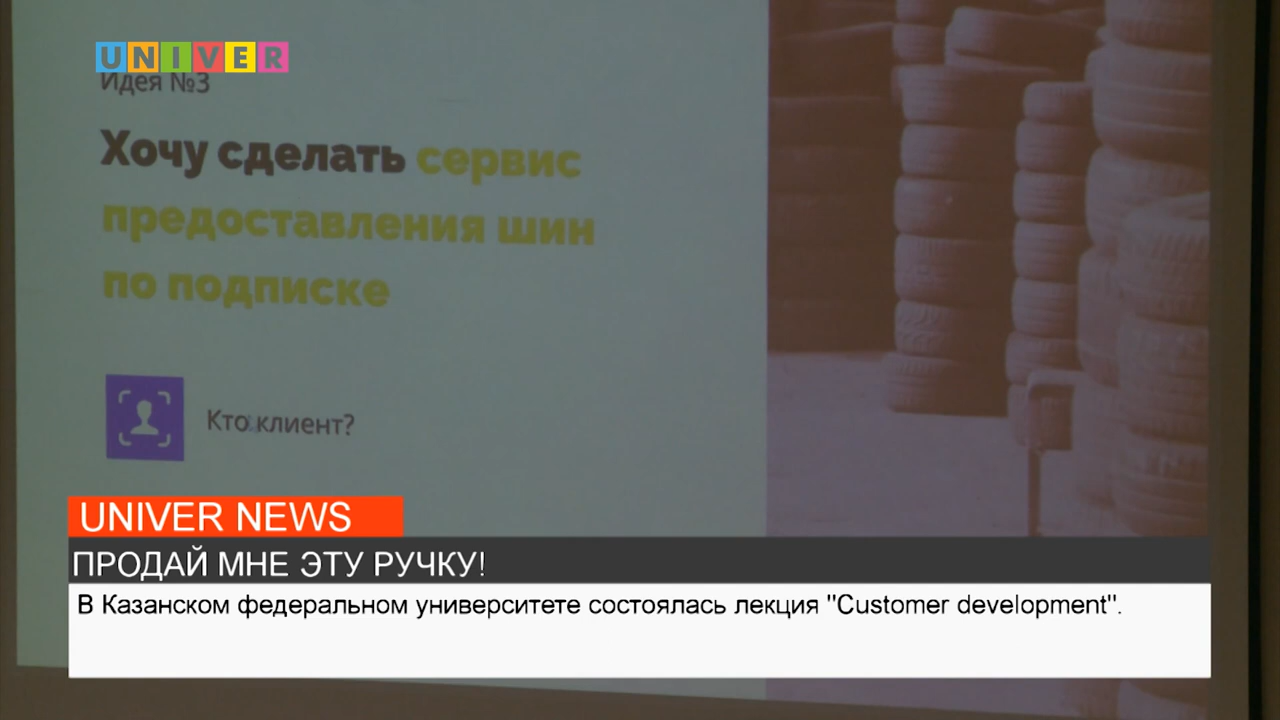 UNIVER
Идея №3
Хочу сделать сервис
предоставления шин
по подписке
Кто клиент?
UNIVER NEWS
ПРОДАЙ МНЕ ЭТУ РУЧКУ!
В Казанском федеральном университете состоялась лекция "Customer development".